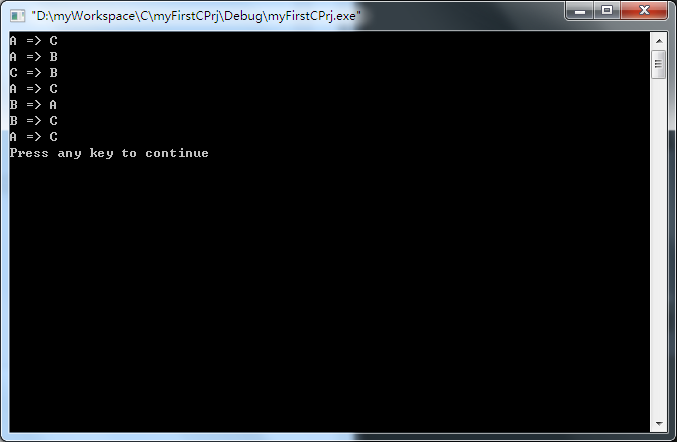 "D:\myWorkspace\C\myFirstCPrj\Debug\myFirstCPrj.exe"
A => C
A => B
C => B
A => C
B => A
B => C
A => C
Press any key to continue